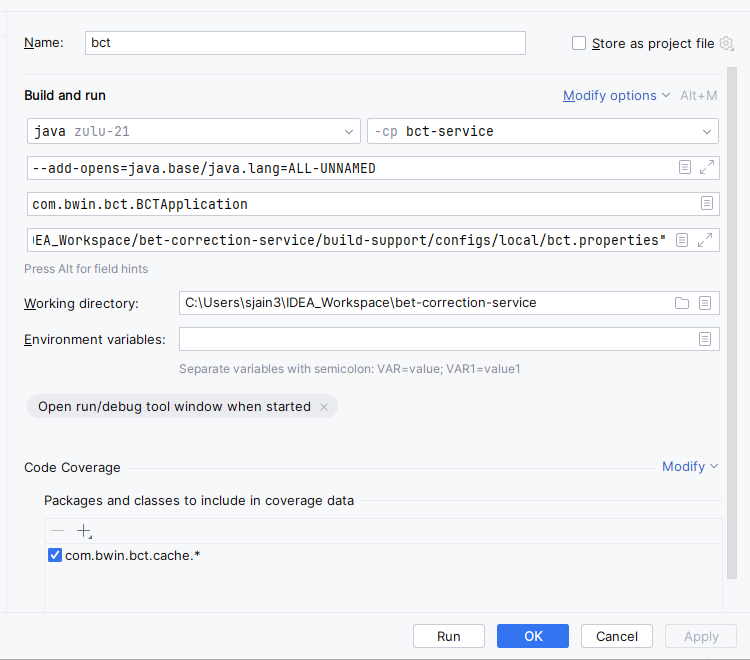 Name: bct Store as project file
Build and run Modify options Alt+M
java zulu-21 -cp bct-service
--add-opens=java.base/java.lang=ALL-UNNAMED
com.bwin.bct.BCTApplication
EA_Workspace/bet-correction-service/build-support/configs/local/bct.properties"
Press Alt for field hints
Working directory: C:\Users\sjain3\IDEA_Workspace\bet-correction-service
Environment variables:
Separate variables with semicolon: VAR=value; VAR1=value1
Open run/debug tool window when started
Code Coverage Modify
Packages and classes to include in coverage data
com.bwin.bct.cache.*
Run OK Cancel Apply